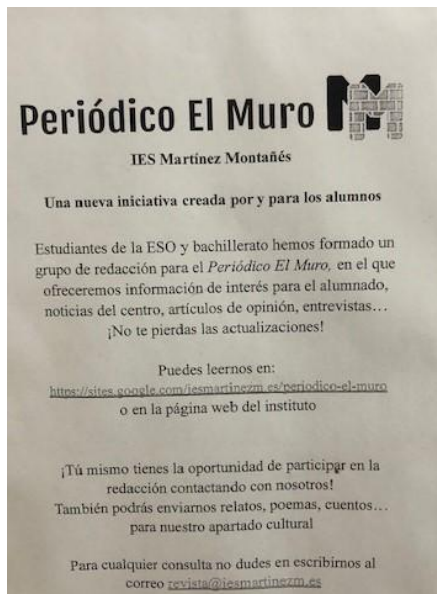 Periódico El Muro
IES Martínez Montañés
Una nueva iniciativa creada por y para los alumnos
Estudiantes de la ESO y bachillerato hemos formado un
grupo de redacción para el Periódico El Muro, en el que
ofreceremos información de interés para el alumnado,
noticias del centro, artículos de opinión, entrevistas…
¡No te pierdas las actualizaciones!
Puedes leernos en:
https://sites.google.com/iesmartinezm.es/periodico-el-muro
o en la página web del instituto
¡Tú mismo tienes la oportunidad de participar en la
redacción contactando con nosotros!
También podrás enviarnos relatos, poemas, cuentos…
para nuestro apartado cultural
Para cualquier consulta no dudes en escribirnos al
correo revista@iesmartinezm.es